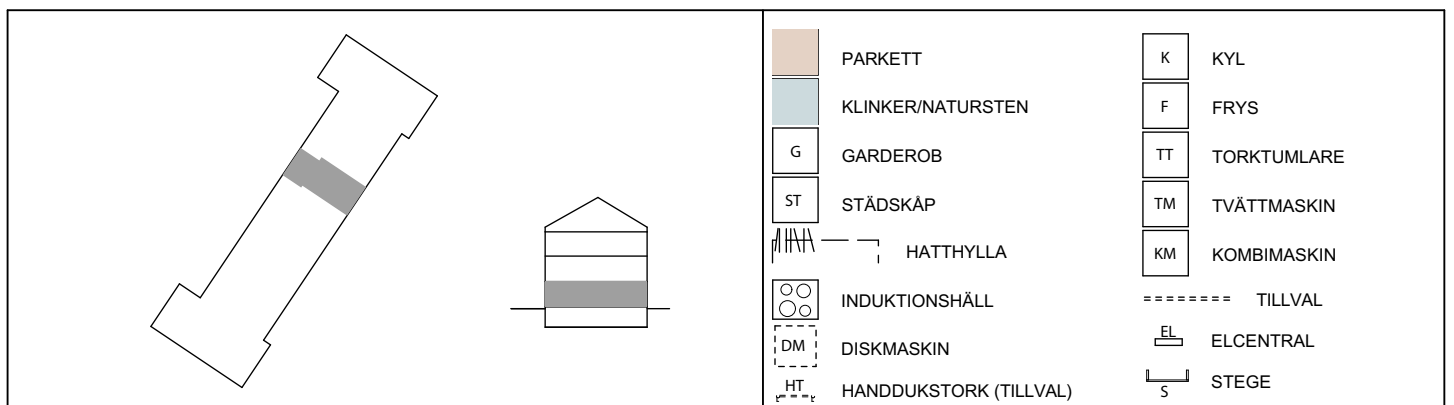 PARKETT
KLINKER/NATURSTEN
G GARDEROB
ST STÄDSKÅP
HATTHYLLA
INDUKTIONSHÄLL
DM DISKMASKIN
HT HANDDUKSTORK (TILLVAL)
K KYL
F FRYS
TT TORKTUMLARE
TM TVÄTTMASKIN
KM KOMBIMASKIN
TILLVAL
EL ELCENTRAL
S STEGE